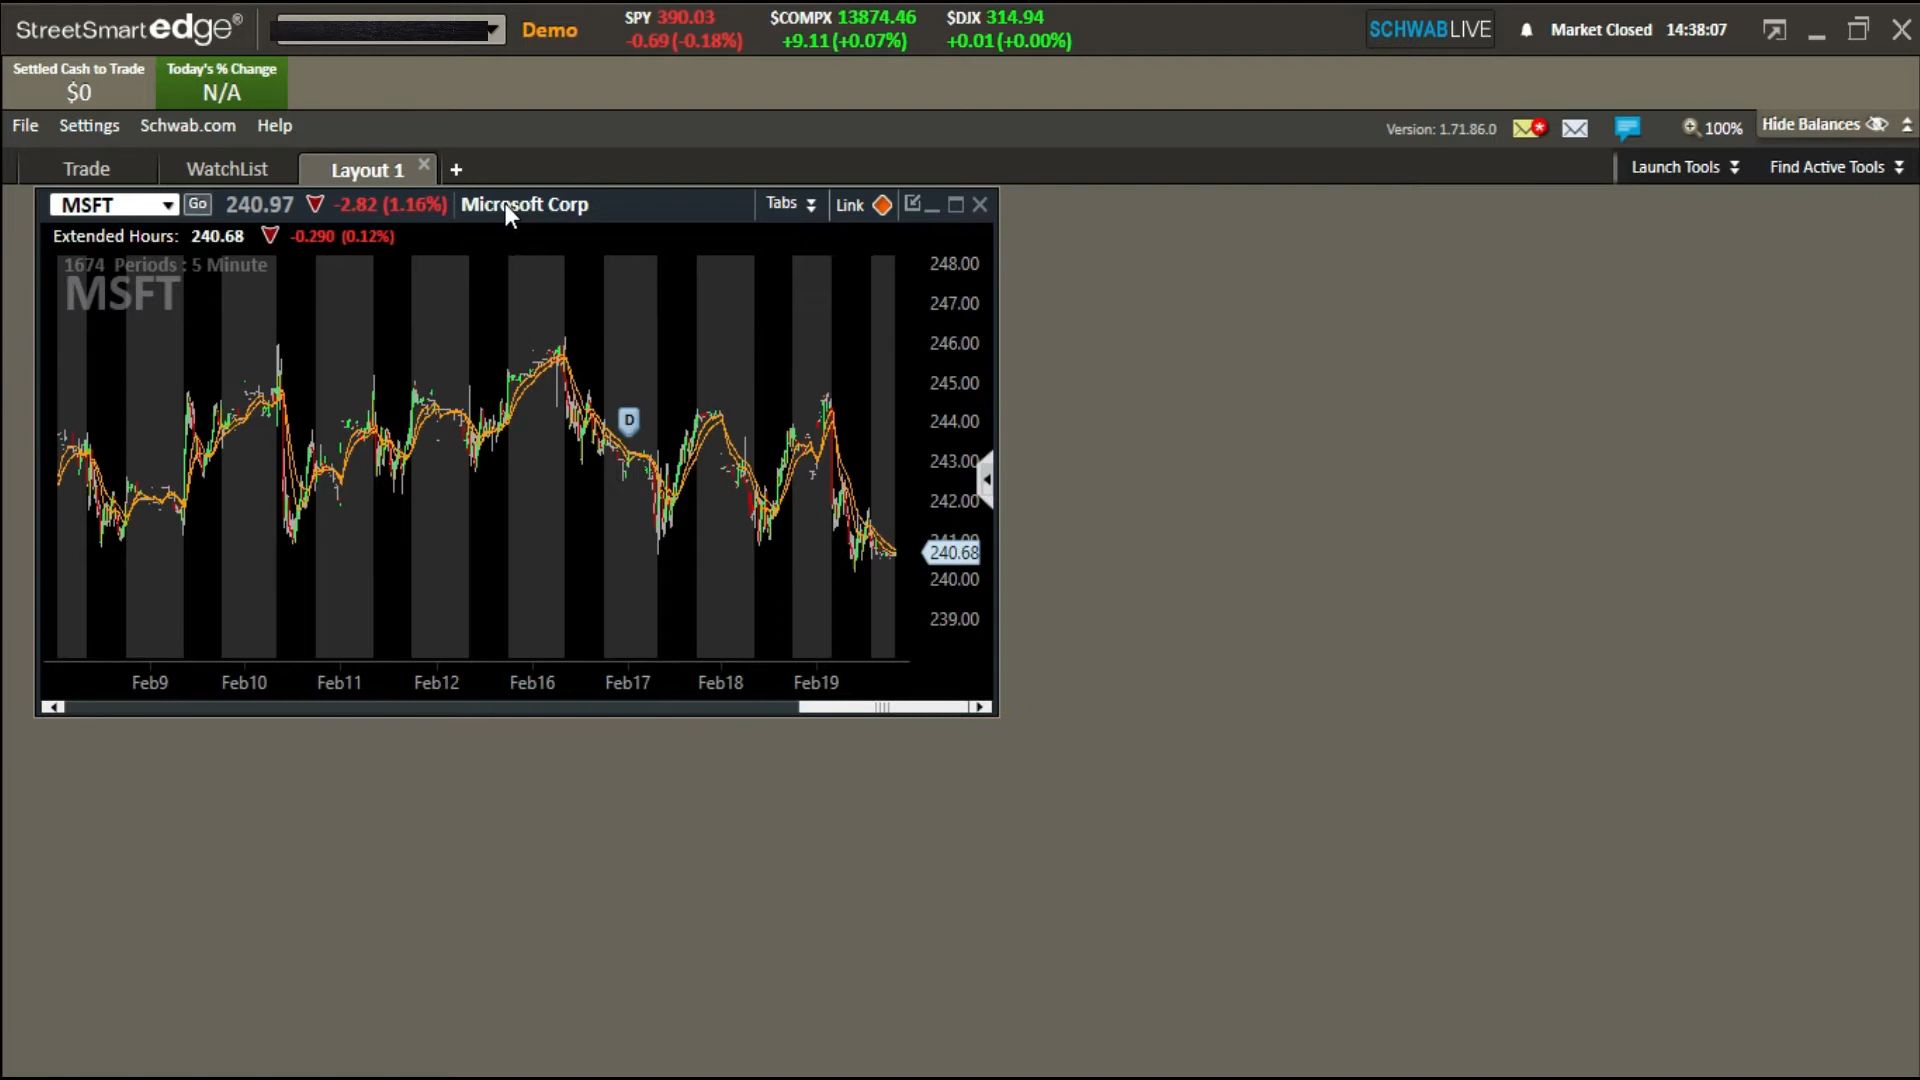 StreetSmart edge®
Demo
SPY 390.03
-0.69 (-0.18%)
$COMPX 13874.46
+9.11 (+0.07%)
$DJX 314.94
+0.01 (+0.00%)
SCHWABLIVE
Market Closed 14:38:07
Settled Cash to Trade
$0
Today's % Change
N/A
File Settings Schwab.com Help
Version: 1.71.86.0
100%
Hide Balances
Trade WatchList Layout 1 +
Launch Tools Find Active Tools
MSFT Go 240.97 -2.82 (1.16%) Microsoft Corp
Tabs Link
Extended Hours: 240.68 -0.290 (0.12%)
1674 Periods : 5 Minute
MSFT
248.00
247.00
246.00
245.00
244.00
D
243.00
242.00
241.00
240.68
240.00
239.00
Feb9 Feb10 Feb11 Feb12 Feb16 Feb17 Feb18 Feb19